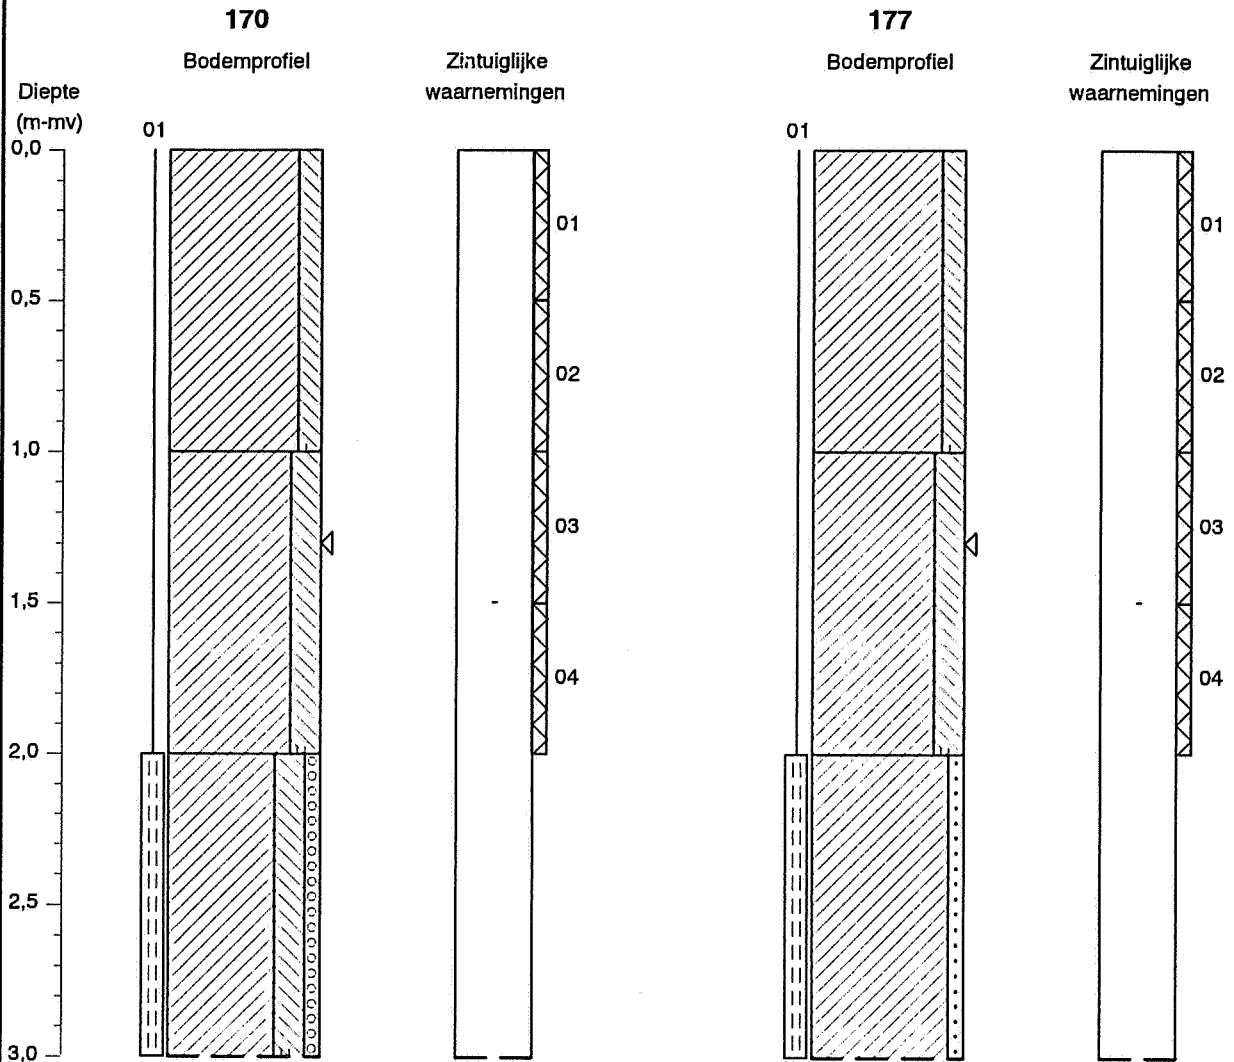 170
177
Bodemprofiel
Zintuiglijke
waarnemingen
Bodemprofiel
Zintuiglijke
waarnemingen
Diepte
(m-mv)
01
01
0,0
01
01
0,5
02
02
1,0
03
03
1,5
-
-
04
04
2,0
2,5
3,0